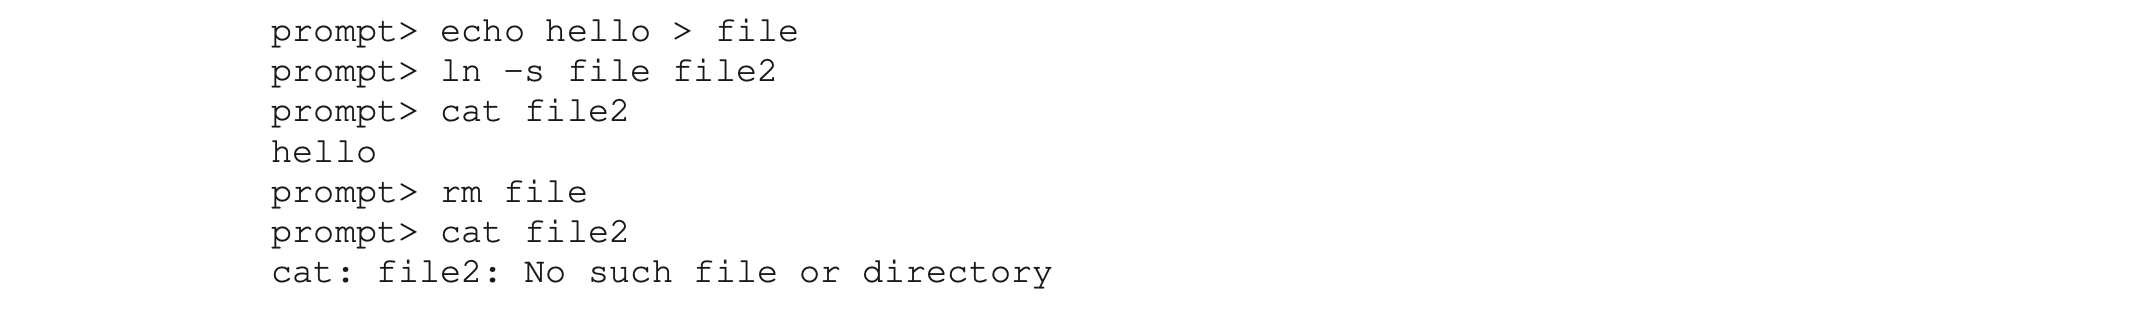 prompt> echo hello > file
prompt> ln -s file file2
prompt> cat file2
hello
prompt> rm file
prompt> cat file2
cat: file2: No such file or directory